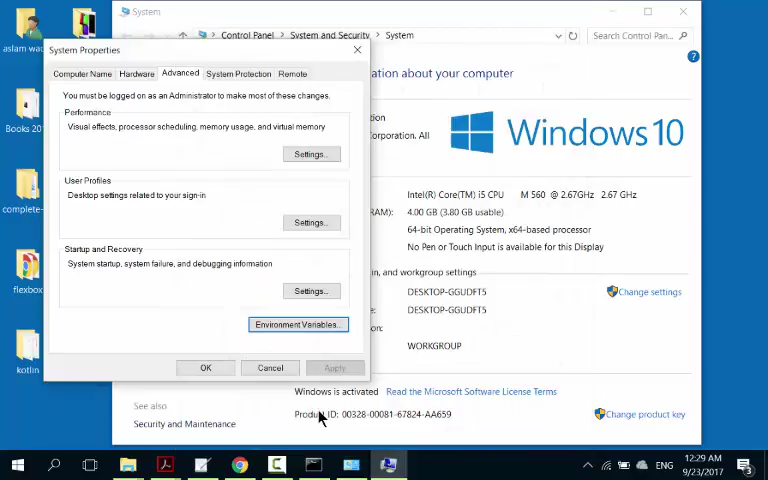 System
aslam wa
Control Panel
System and Security
System
Search Control Pan...
System Properties
Computer Name
Hardware
Advanced
System Protection
Remote
You must be logged on as an Administrator to make most of these changes.
Performance
Visual effects, processor scheduling, memory usage, and virtual memory
Settings...
User Profiles
Desktop settings related to your sign-in
Settings...
Startup and Recovery
System startup, system failure, and debugging information
Settings...
Environment Variables...
OK
Cancel
Apply
Books 20
complete-
flexbox
kotlin
ation about your computer
ition
Corporation. All
Windows 10
Intel(R) Core(TM) i5 CPU M 560 @ 2.67GHz 2.67 GHz
RAM): 4.00 GB (3.80 GB usable)
64-bit Operating System, x64-based processor
No Pen or Touch Input is available for this Display
in, and workgroup settings
DESKTOP-GGUDFT5
Change settings
e: DESKTOP-GGUDFT5
on:
WORKGROUP
Windows is activated Read the Microsoft Software License Terms
See also
Security and Maintenance
Product ID: 00328-00081-67824-AA659
Change product key
ENG
12:29 AM
9/23/2017
3